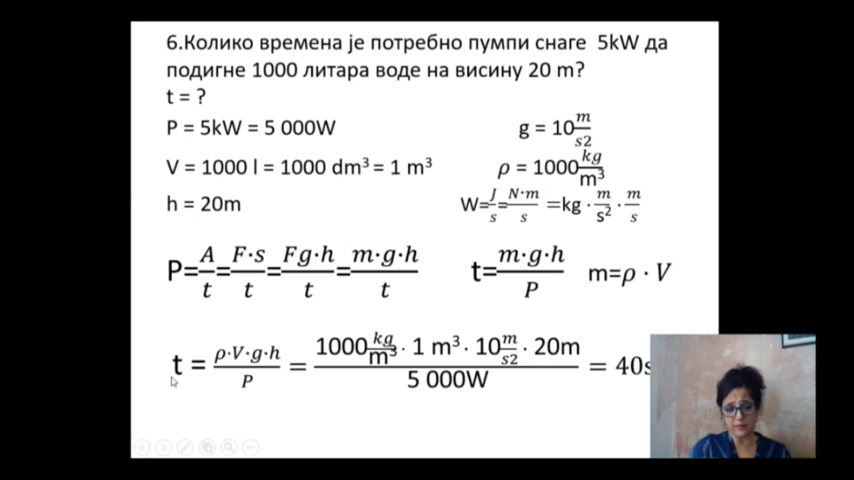 6.Колико времена је потребно пумпи снаге 5kW да
подигне 1000 литара воде на висину 20 m?
t = ?
P = 5kW = 5 000W
g = 10 m/s2
V = 1000 l = 1000 dm³ = 1 m³
ρ = 1000 kg/m³
h = 20m
W= J/s = N·m/s =kg · m/s² · m/s
P= A/t = F·s/t = Fg·h/t = m·g·h/t
t= m·g·h/P
m=ρ · V
t = ρ·V·g·h/P = 1000 kg/m³ · 1 m³ · 10 m/s2 · 20m / 5 000W = 40s